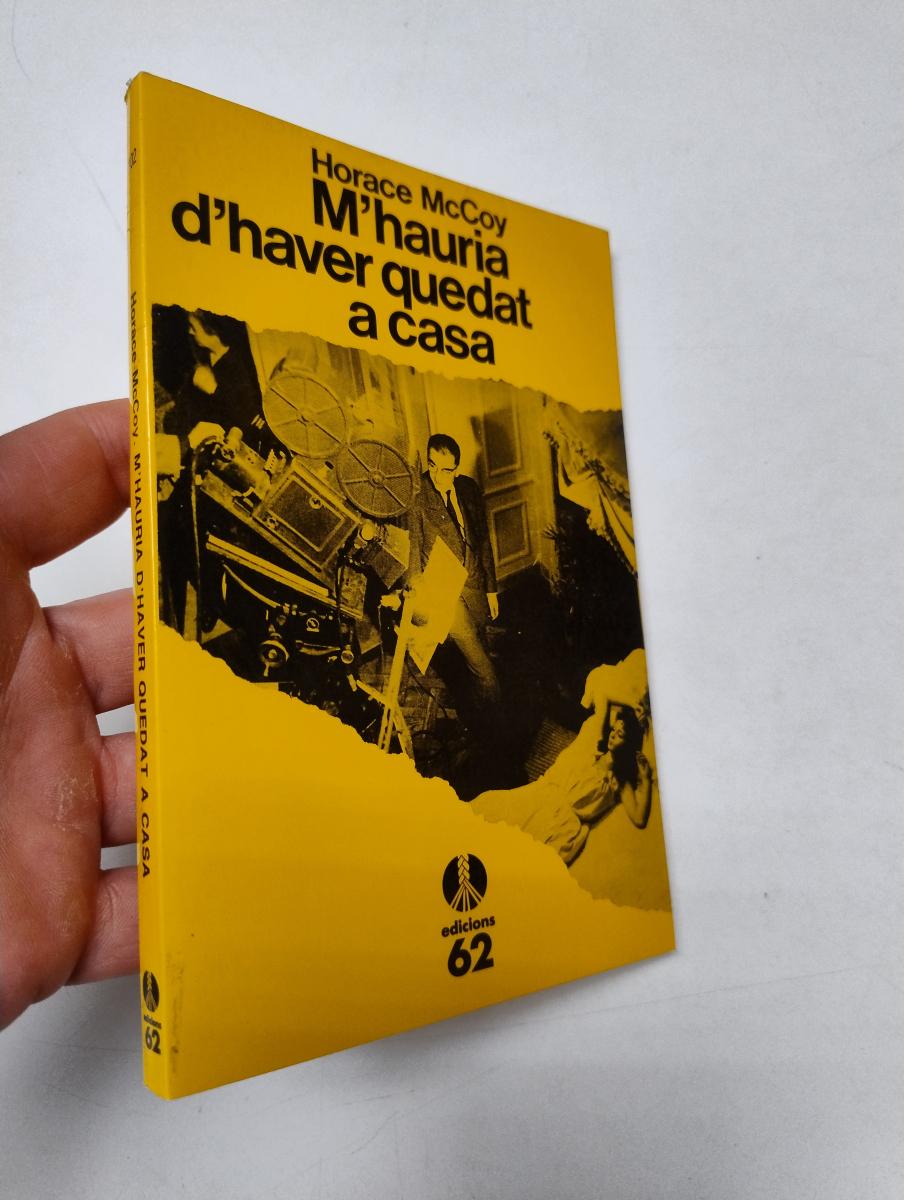 Horace McCoy
M'hauria
d'haver quedat
a casa
edicions
62
Horace McCoy. M'HAURIA D'HAVER QUEDAT A CASA
edicions
62